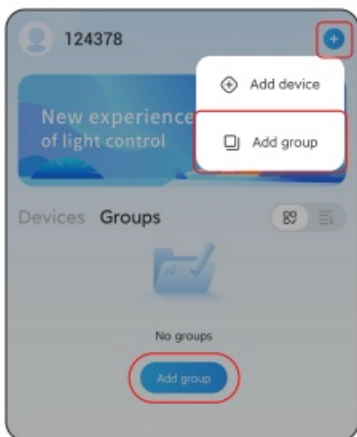 124378
Add device
New experience
of light control
Add group
Devices Groups
No groups
Add group